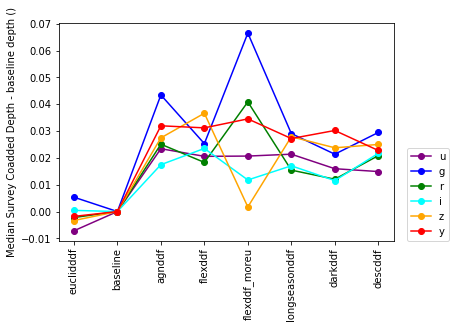 Median Survey Coadded Depth - baseline depth ()
0.07
0.06
0.05
0.04
0.03
0.02
0.01
0.00
−0.01
euclidddf
baseline
agnddf
flexddf
flexddf_moreu
longseasonddf
darkddf
descddf
u
g
r
i
z
y